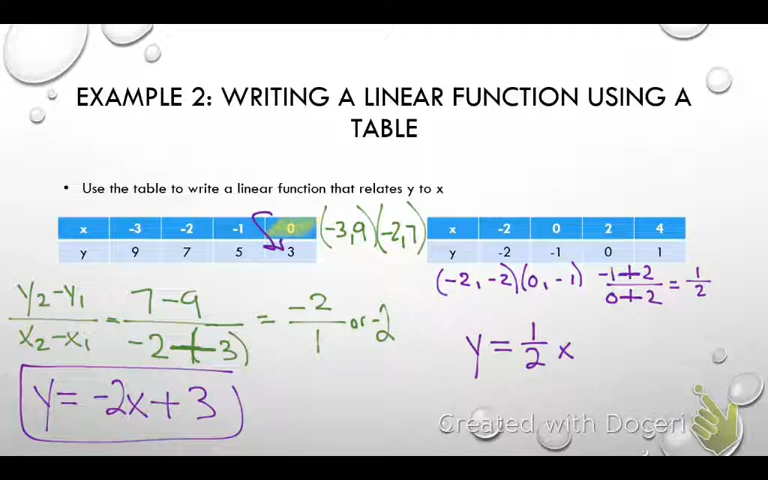 EXAMPLE 2: WRITING A LINEAR FUNCTION USING A
TABLE
• Use the table to write a linear function that relates y to x
x -3 -2 -1 0
y 9 7 5 3
(-3,9)(-2,7)
x -2 0 2 4
y -2 -1 0 1
(-2,-2)(0,-1) -1+2/0+2 = 1/2
y₂-y₁/x₂-x₁ = 7-9/-2+3) = -2/1 or -2
y = 1/2 x
y = -2x+3
Created with Doceri